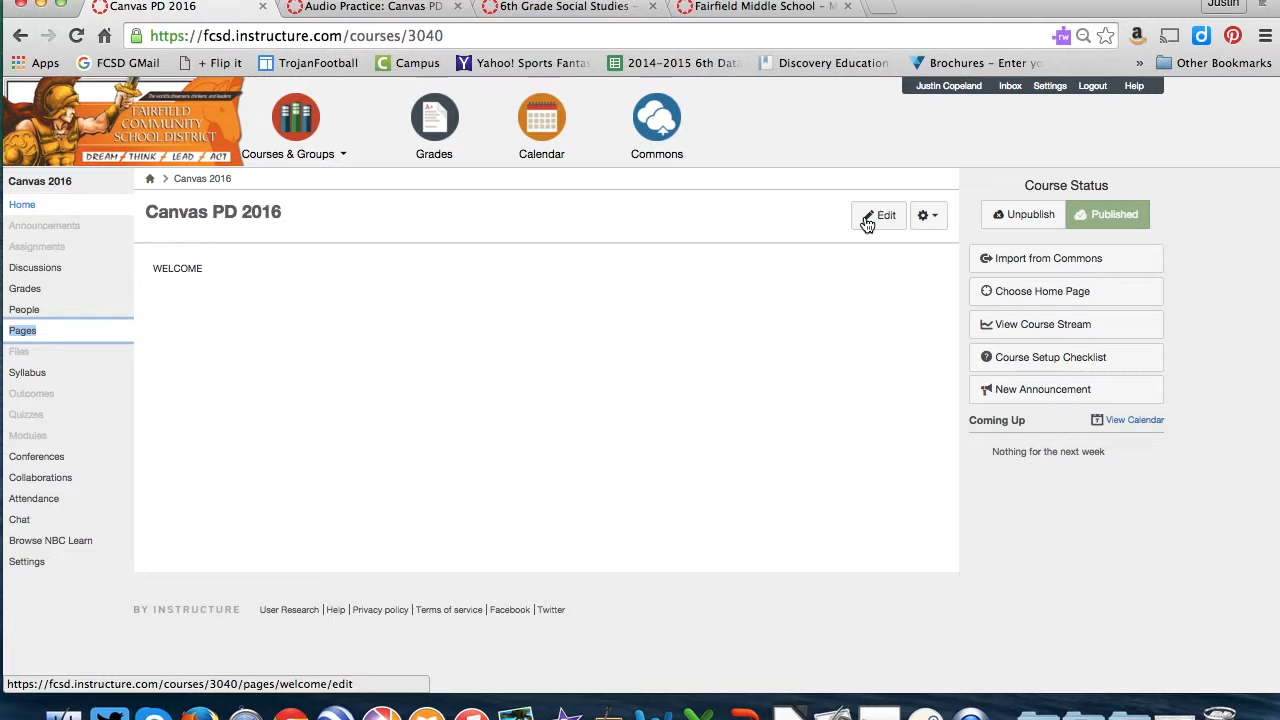 Canvas PD 2016
Audio Practice: Canvas PD
6th Grade Social Studies -
Fairfield Middle School - M
Justin
https://fcsd.instructure.com/courses/3040
Apps
FCSD GMail
+ Flip it
TrojanFootball
Campus
Yahoo! Sports Fantas
2014-2015 6th Data
Discovery Education
Brochures - Enter yo
»
Other Bookmarks
FAIRFIELD
COMMUNITY
SCHOOL DISTRICT
DREAM / THINK / LEAD / ACT
Justin Copeland
Inbox
Settings
Logout
Help
Courses & Groups
Grades
Calendar
Commons
Canvas 2016
Home
Announcements
Assignments
Discussions
Grades
People
Pages
Files
Syllabus
Outcomes
Quizzes
Modules
Conferences
Collaborations
Attendance
Chat
Browse NBC Learn
Settings
Canvas 2016
Canvas PD 2016
Edit
WELCOME
Course Status
Unpublish
Published
Import from Commons
Choose Home Page
View Course Stream
Course Setup Checklist
New Announcement
Coming Up
View Calendar
Nothing for the next week
BY INSTRUCTURE
User Research | Help | Privacy policy | Terms of service | Facebook | Twitter
https://fcsd.instructure.com/courses/3040/pages/welcome/edit